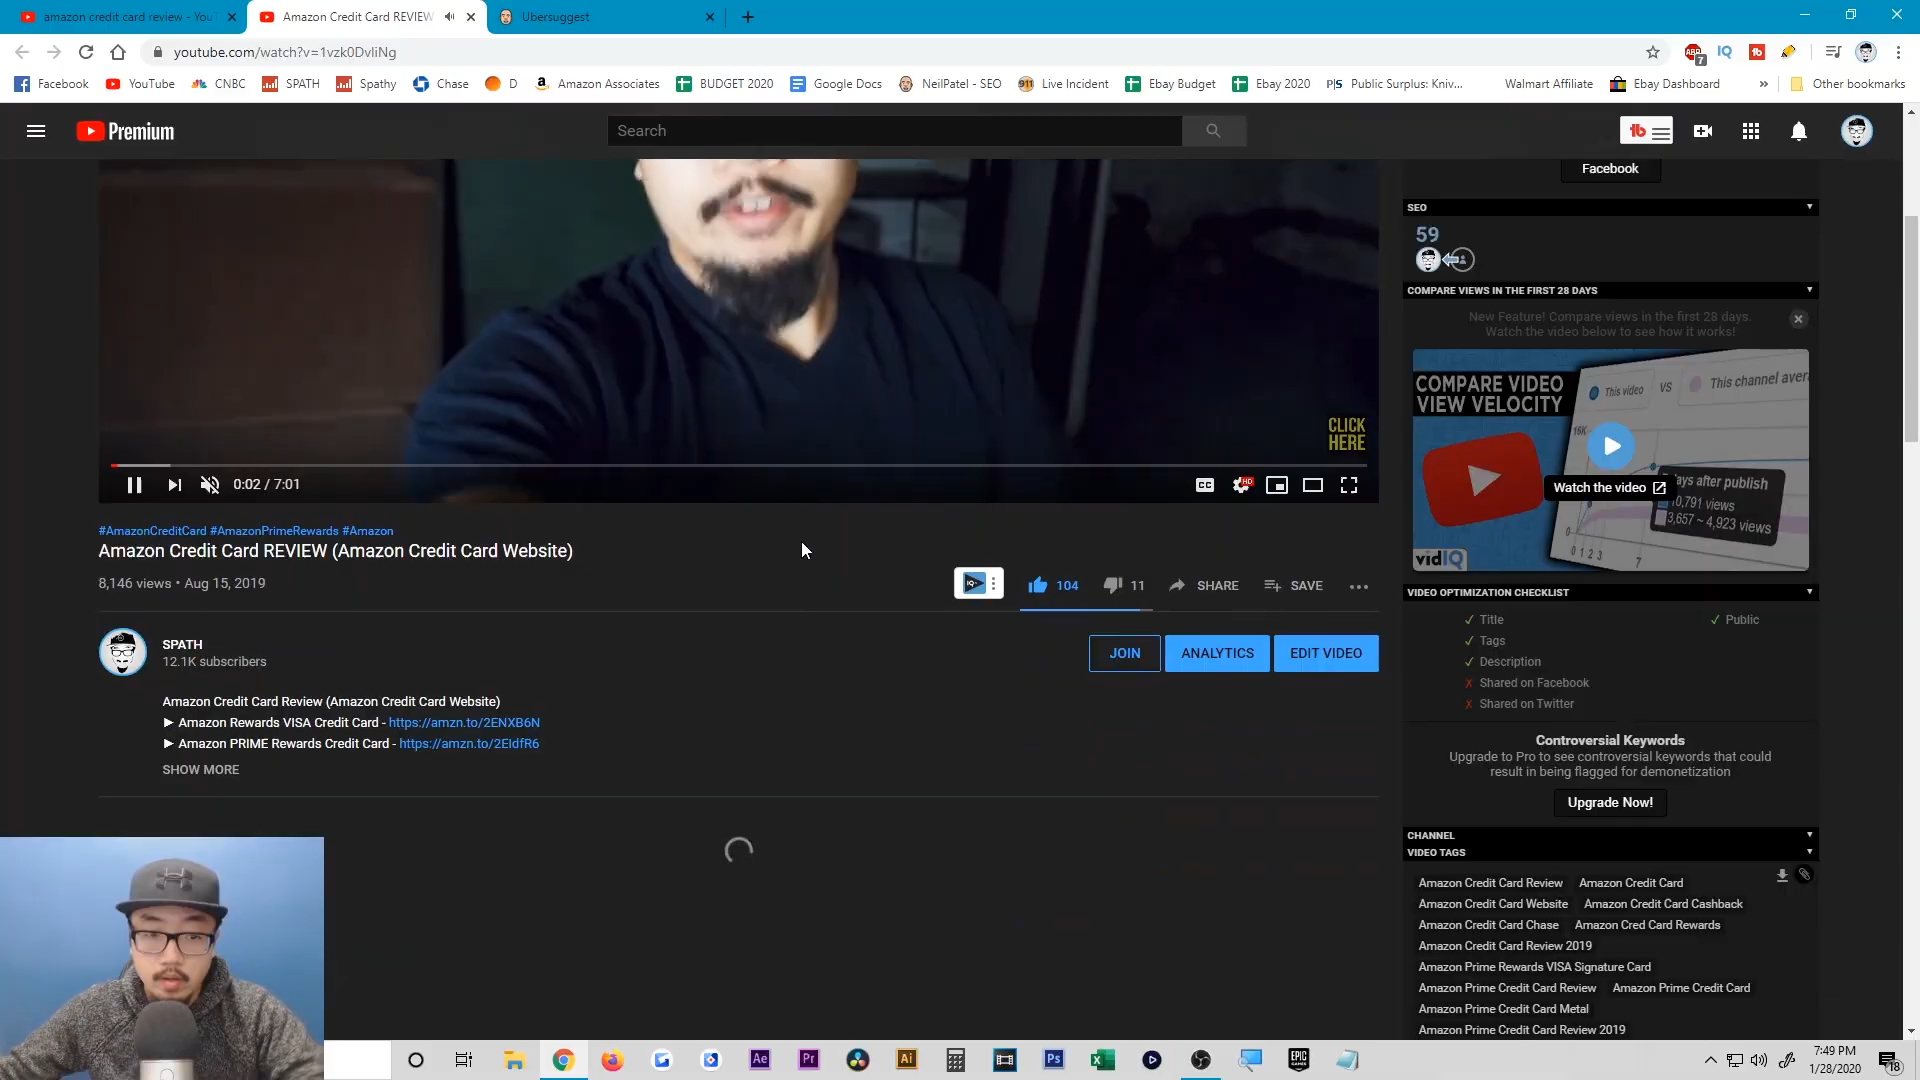 amazon credit card review - You
Amazon Credit Card REVIEW
Ubersuggest
youtube.com/watch?v=1vzk0DvliNg
Facebook
YouTube
CNBC
SPATH
Spathy
Chase
D
Amazon Associates
BUDGET 2020
Google Docs
NeilPatel - SEO
Live Incident
Ebay Budget
Ebay 2020
Public Surplus: Kniv...
Walmart Affiliate
Ebay Dashboard
»
Other bookmarks
Premium
Search
Facebook
SEO
59
COMPARE VIEWS IN THE FIRST 28 DAYS
New Feature! Compare views in the first 28 days.
Watch the video below to see how it works!
COMPARE VIDEO
VIEW VELOCITY
This video VS This channel aver
Watch the video
ays after publish
10,791 views
3,657 ~ 4,923 views
0 1 2 3 7
vidIQ
CLICK
HERE
0:02 / 7:01
#AmazonCreditCard #AmazonPrimeRewards #Amazon
Amazon Credit Card REVIEW (Amazon Credit Card Website)
8,146 views • Aug 15, 2019
104
11
SHARE
SAVE
SPATH
12.1K subscribers
JOIN
ANALYTICS
EDIT VIDEO
Amazon Credit Card Review (Amazon Credit Card Website)
► Amazon Rewards VISA Credit Card - https://amzn.to/2ENXB6N
► Amazon PRIME Rewards Credit Card - https://amzn.to/2EIdfR6
SHOW MORE
VIDEO OPTIMIZATION CHECKLIST
✓ Title
✓ Public
✓ Tags
✓ Description
X Shared on Facebook
X Shared on Twitter
Controversial Keywords
Upgrade to Pro to see controversial keywords that could
result in being flagged for demonetization
Upgrade Now!
CHANNEL
VIDEO TAGS
Amazon Credit Card Review Amazon Credit Card
Amazon Credit Card Website Amazon Credit Card Cashback
Amazon Credit Card Chase Amazon Cred Card Rewards
Amazon Credit Card Review 2019
Amazon Prime Rewards VISA Signature Card
Amazon Prime Credit Card Review Amazon Prime Credit Card
Amazon Prime Credit Card Metal
Amazon Prime Credit Card Review 2019
7:49 PM
1/28/2020
18